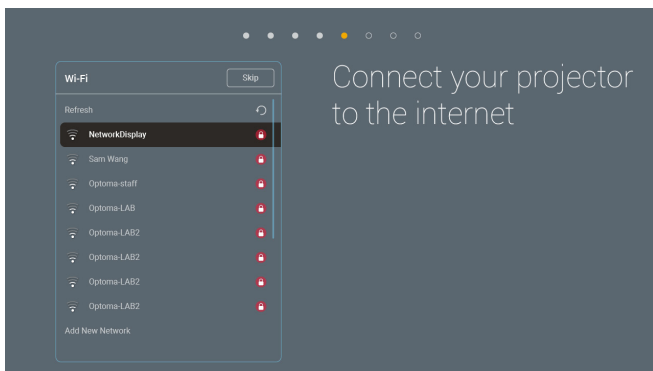 Wi-Fi
Skip
Connect your projector
to the internet
Refresh
NetworkDisplay
Sam Wang
Optoma-staff
Optoma-LAB
Optoma-LAB2
Optoma-LAB2
Optoma-LAB2
Optoma-LAB2
Add New Network